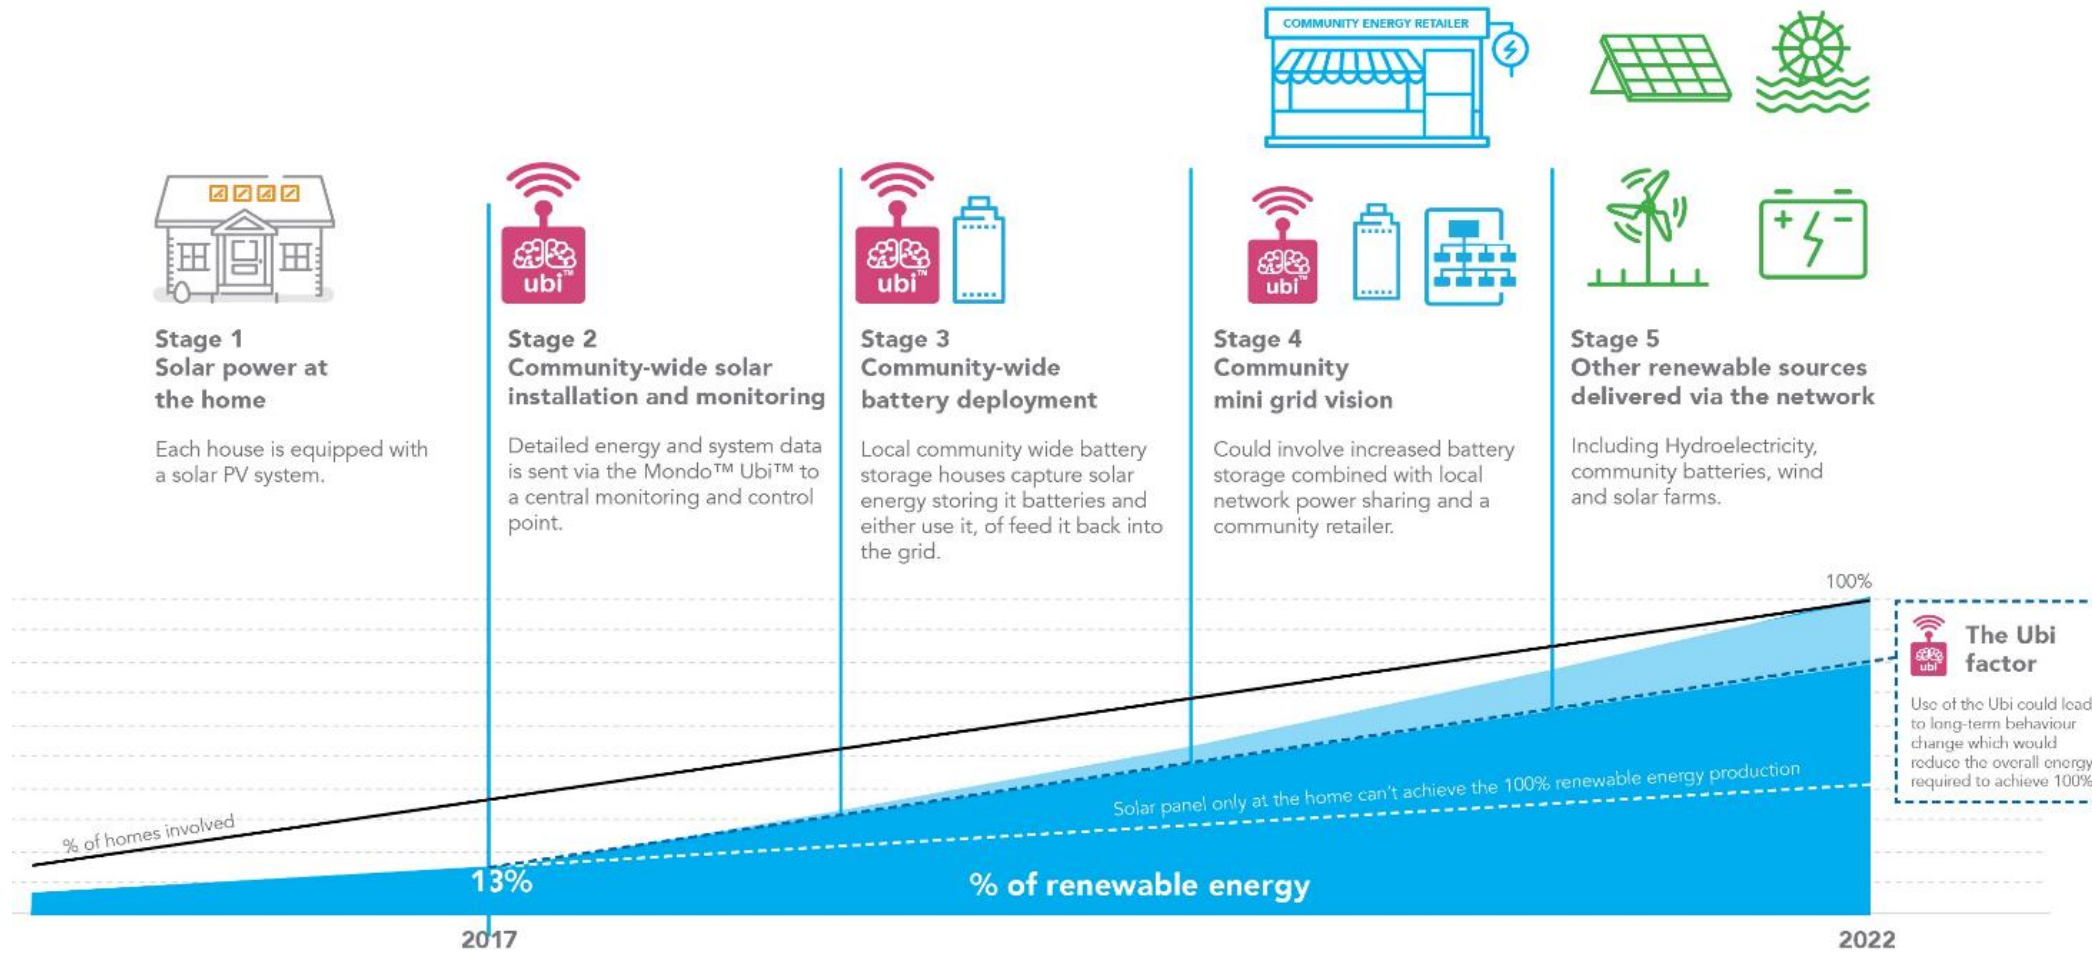 COMMUNITY ENERGY RETAILER
ubi™
ubi™
ubi™
Stage 1
Solar power at
the home
Each house is equipped with
a solar PV system.
Stage 2
Community-wide solar
installation and monitoring
Detailed energy and system data
is sent via the Mondo™ Ubi™ to
a central monitoring and control
point.
Stage 3
Community-wide
battery deployment
Local community wide battery
storage houses capture solar
energy storing it batteries and
either use it, of feed it back into
the grid.
Stage 4
Community
mini grid vision
Could involve increased battery
storage combined with local
network power sharing and a
community retailer.
Stage 5
Other renewable sources
delivered via the network
Including Hydroelectricity,
community batteries, wind
and solar farms.
100%
ubi
The Ubi
factor
Use of the Ubi could lead
to long-term behaviour
change which would
reduce the overall energy
required to achieve 100%
% of homes involved
Solar panel only at the home can't achieve the 100% renewable energy production
13%
% of renewable energy
2017
2022